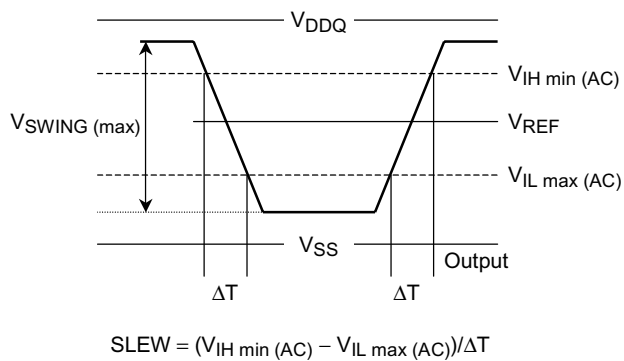 VDDQ
VIH min (AC)
VSWING (max)
VREF
VIL max (AC)
VSS
Output
ΔT
ΔT
SLEW = (VIH min (AC) − VIL max (AC))/ΔT